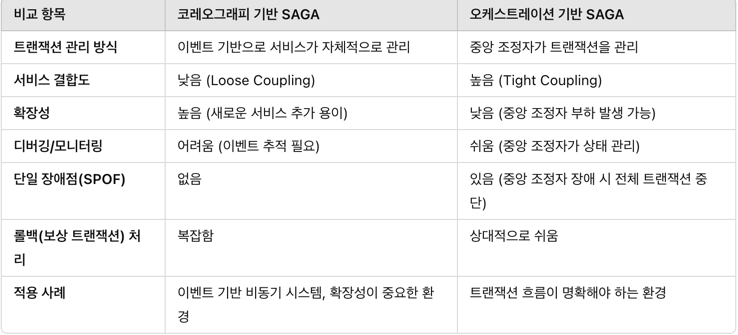 비교 항목 코레오그래피 기반 SAGA 오케스트레이션 기반 SAGA
트랜잭션 관리 방식 이벤트 기반으로 서비스가 자체적으로 관리 중앙 조정자가 트랜잭션을 관리
서비스 결합도 낮음 (Loose Coupling) 높음 (Tight Coupling)
확장성 높음 (새로운 서비스 추가 용이) 낮음 (중앙 조정자 부하 발생 가능)
디버깅/모니터링 어려움 (이벤트 추적 필요) 쉬움 (중앙 조정자가 상태 관리)
단일 장애점(SPOF) 없음 있음 (중앙 조정자 장애 시 전체 트랜잭션 중
단)
롤백(보상 트랜잭션) 처 복잡함 상대적으로 쉬움
리
적용 사례 이벤트 기반 비동기 시스템, 확장성이 중요한 환 트랜잭션 흐름이 명확해야 하는 환경
경